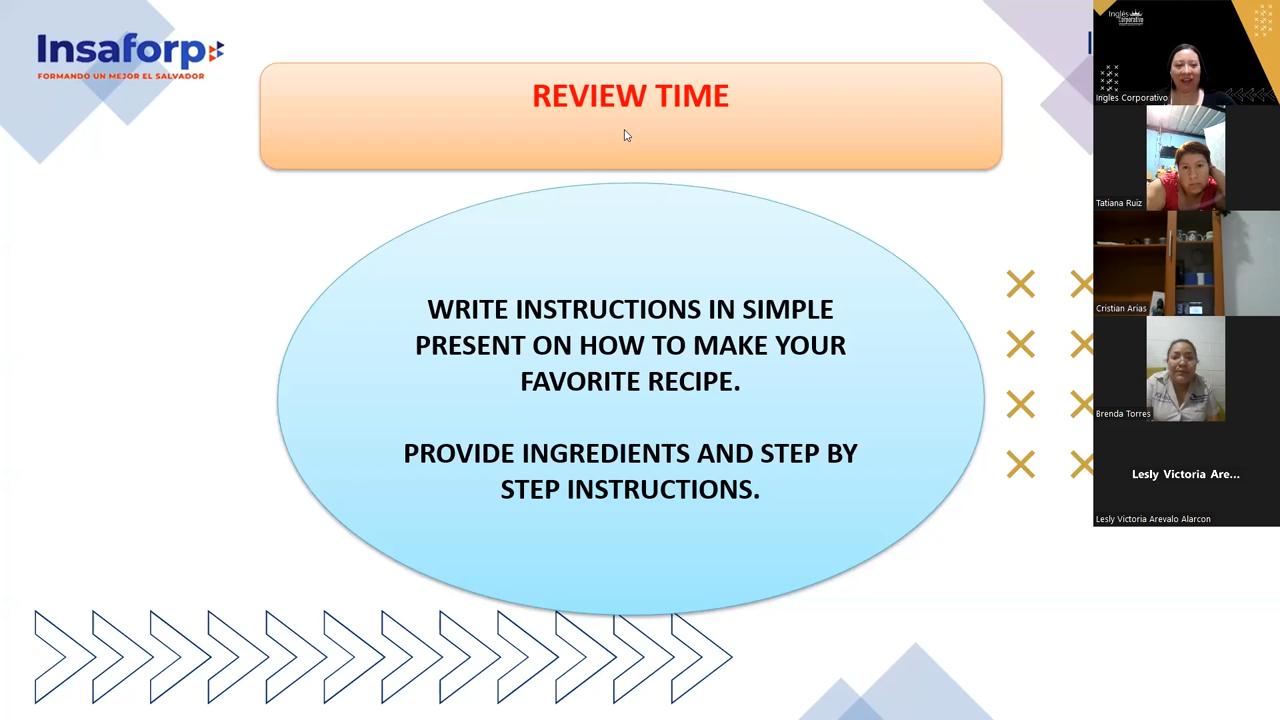 Insaforp
FORMANDO UN MEJOR EL SALVADOR
REVIEW TIME
WRITE INSTRUCTIONS IN SIMPLE
PRESENT ON HOW TO MAKE YOUR
FAVORITE RECIPE.
PROVIDE INGREDIENTS AND STEP BY
STEP INSTRUCTIONS.
Inglés
Corporativo
Ingles Corporativo
Tatiana Ruiz
Cristian Arias
Brenda Torres
Lesly Victoria Are...
Lesly Victoria Arevalo Alarcon